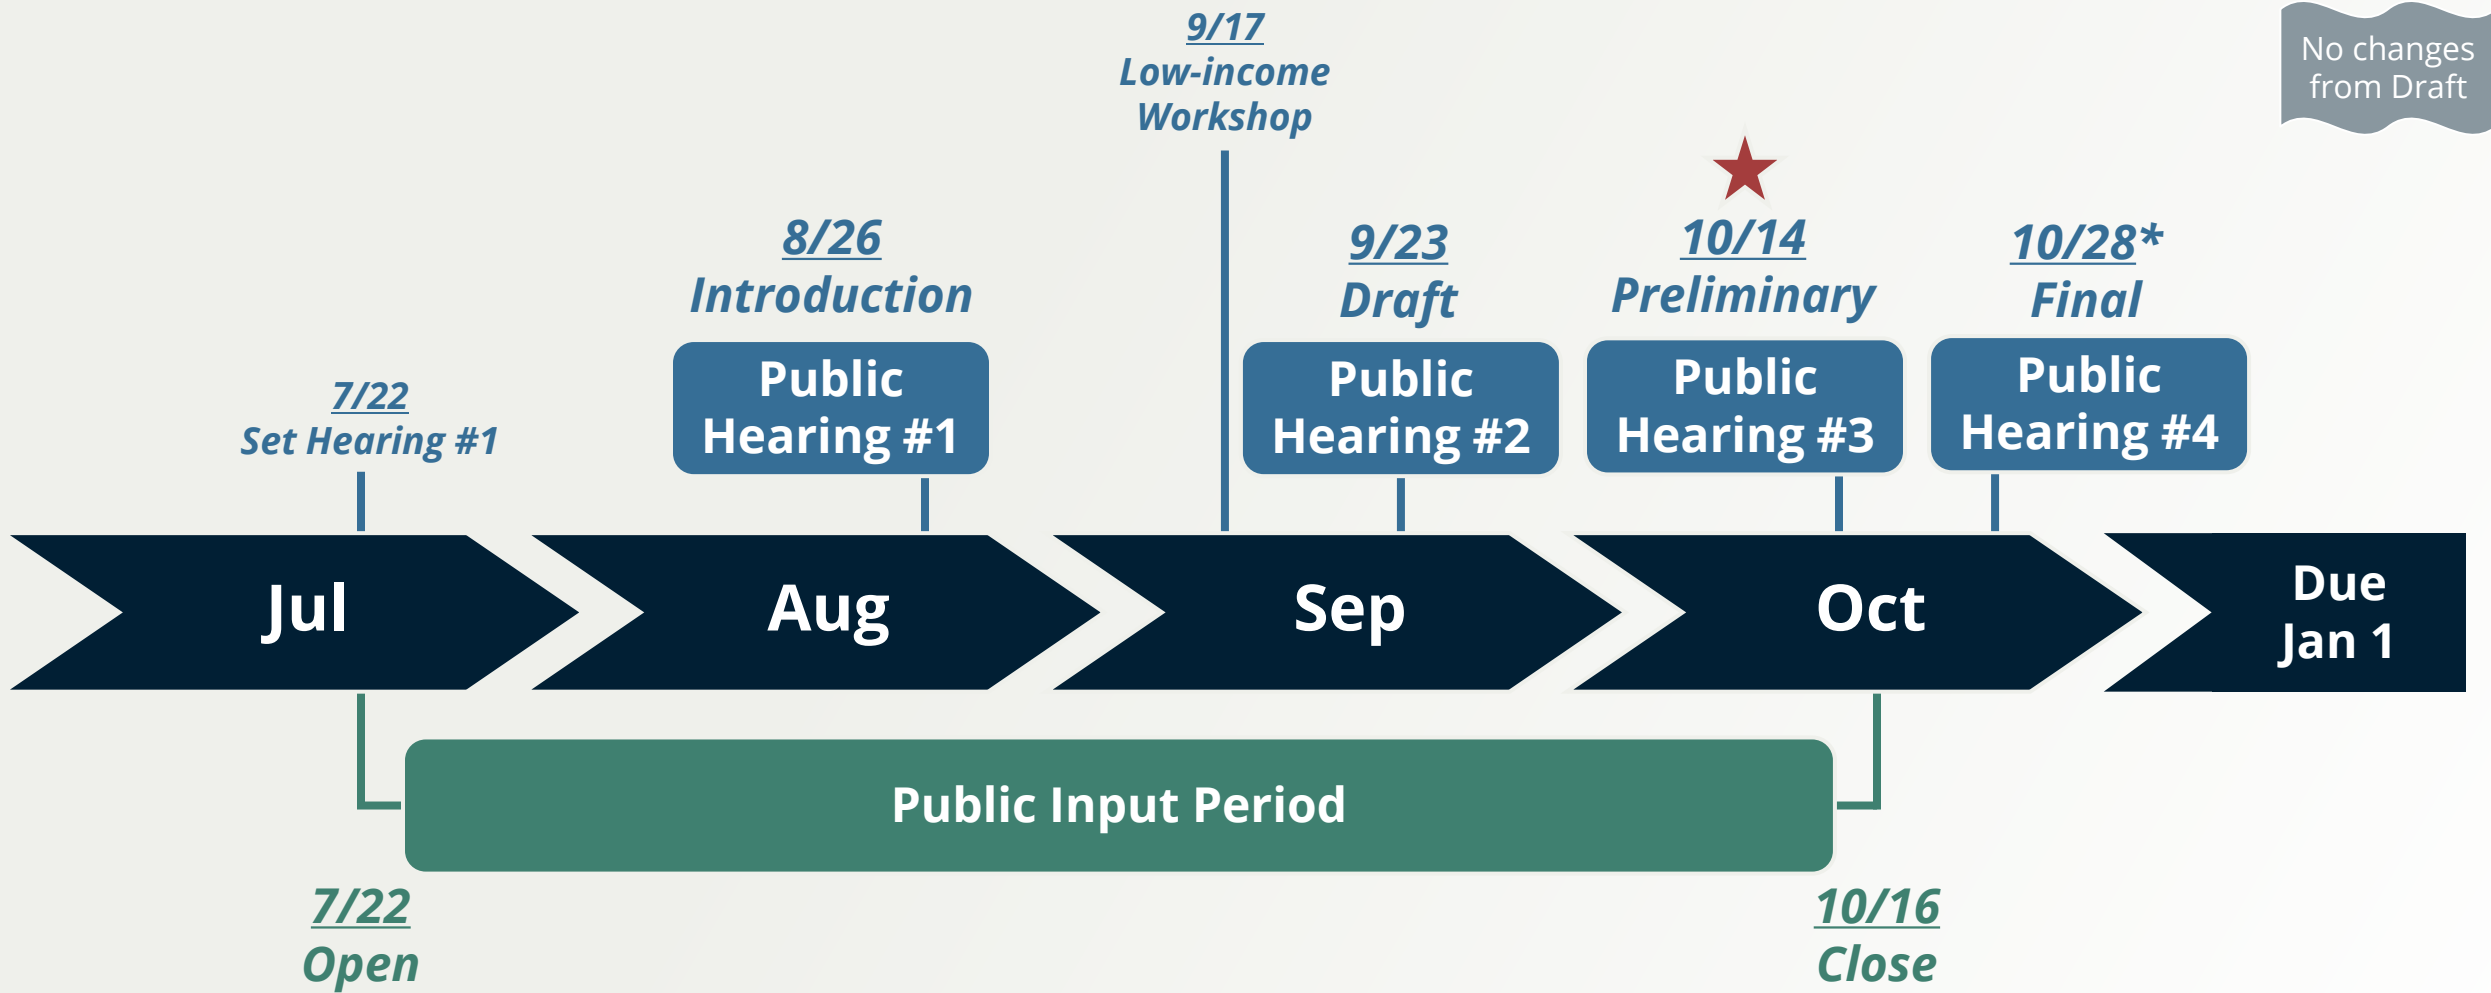 9/17
Low-income
Workshop
No changes
from Draft
8/26
Introduction
9/23
Draft
10/14
Preliminary
10/28*
Final
7/22
Set Hearing #1
Public
Hearing #1
Public
Hearing #2
Public
Hearing #3
Public
Hearing #4
Jul
Aug
Sep
Oct
Due
Jan 1
Public Input Period
7/22
Open
10/16
Close